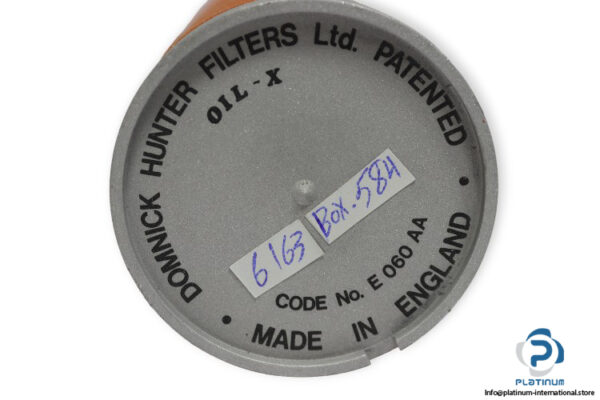 DOMNICK HUNTER FILTERS Ltd. PATENTED
OIL-X
6163
Box.584
CODE No. E 060 AA
• MADE IN ENGLAND •
PLATINUM
Info@platinum-international.store